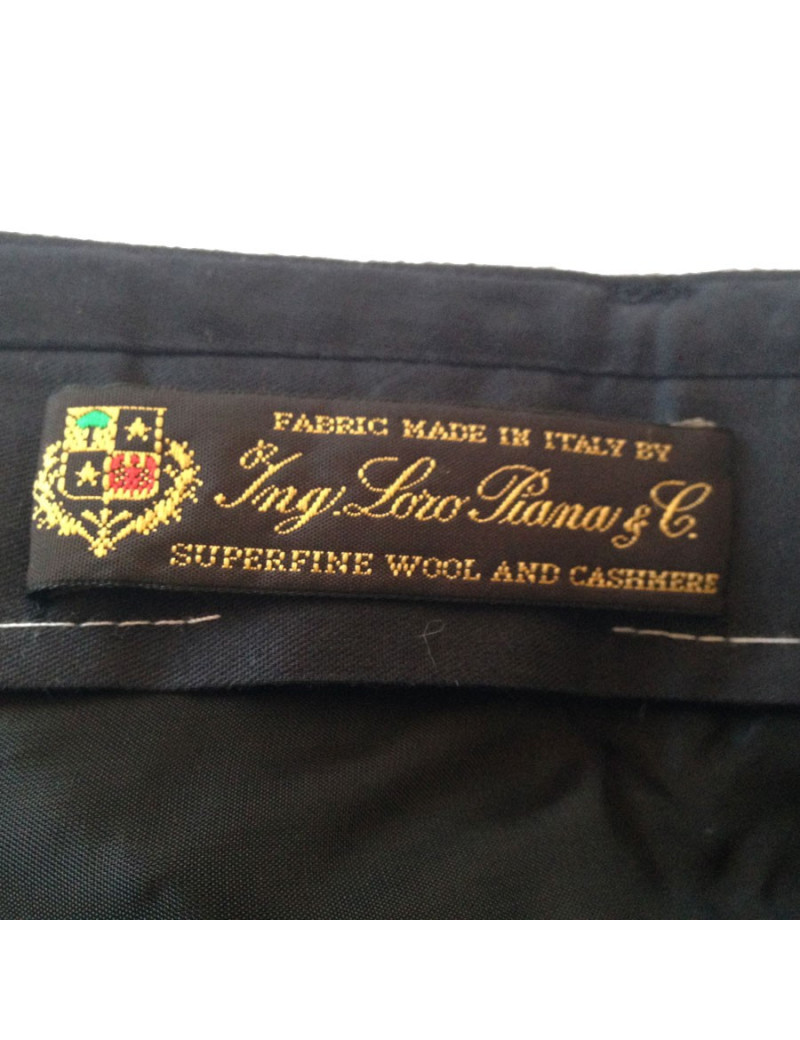 FABRIC MADE IN ITALY BY
Ing. Loro Piana & C.
SUPERFINE WOOL AND CASHMERE